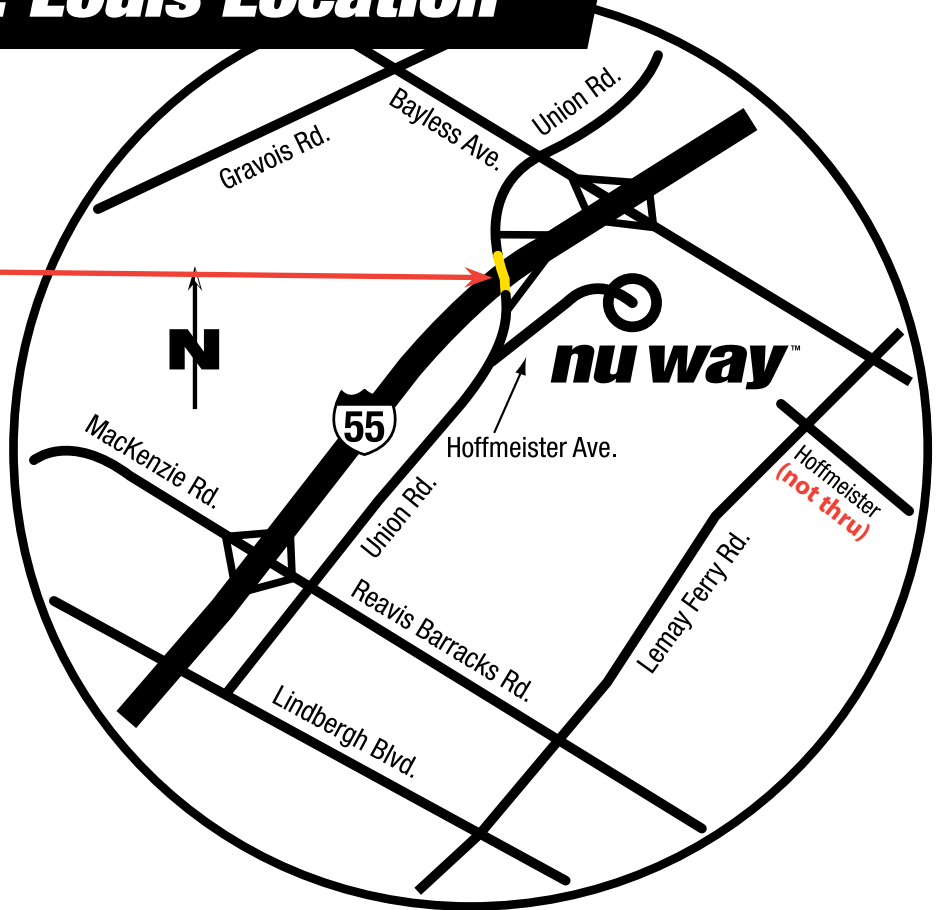 Louis Location
Union Rd.
Bayless Ave.
Gravois Rd.
N
nu way™
55
Hoffmeister Ave.
MacKenzie Rd.
Hoffmeister
(not thru)
Union Rd.
Lemay Ferry Rd.
Reavis Barracks Rd.
Lindbergh Blvd.